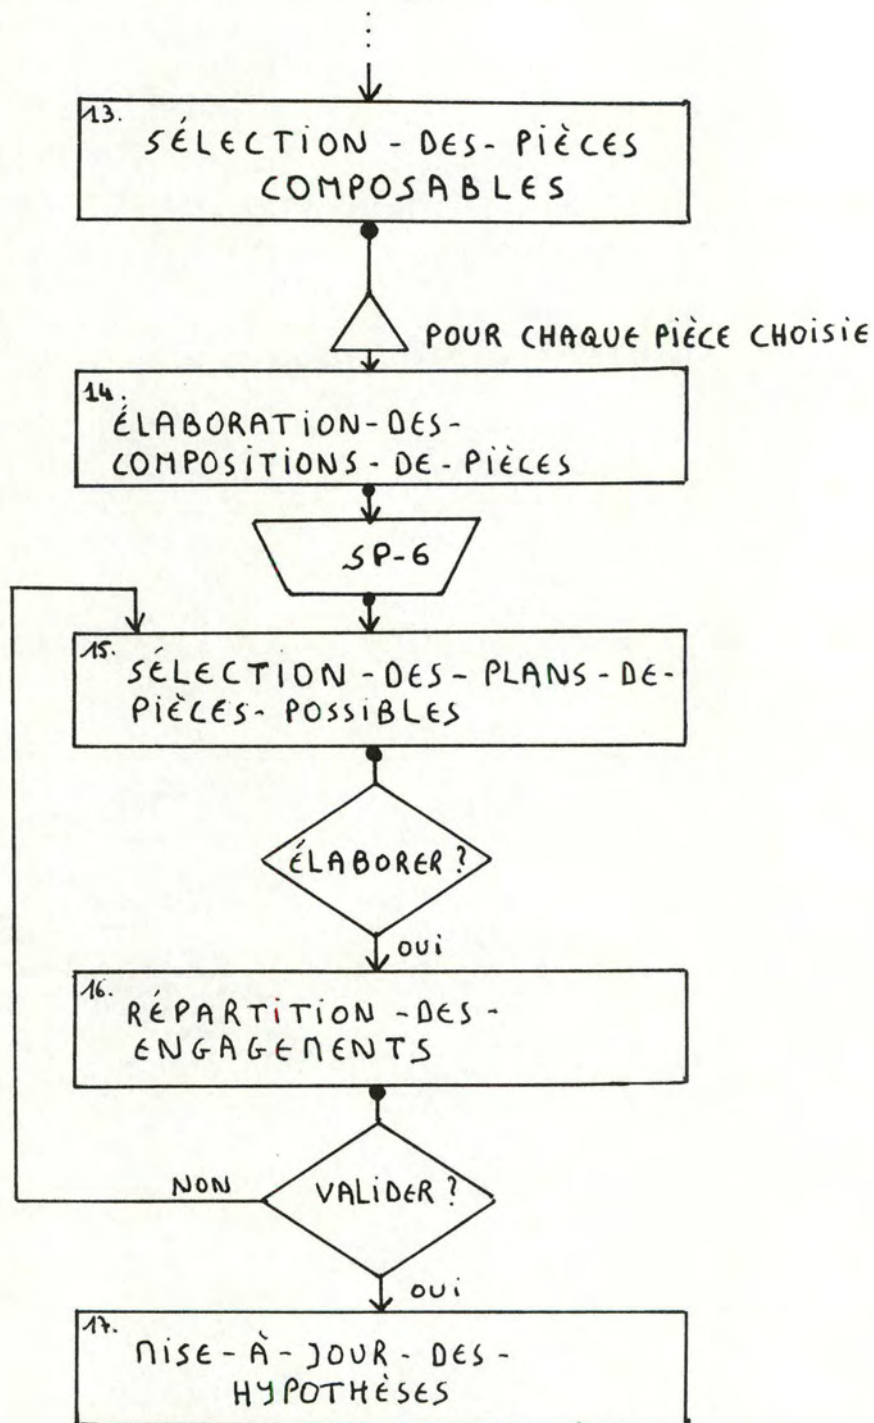 13.
SÉLECTION - DES - PIÈCES
COMPOSABLES
POUR CHAQUE PIÈCE CHOISIE
14.
ÉLABORATION - DES -
COMPOSITIONS - DE - PIÈCES
SP-6
15.
SÉLECTION - DES - PLANS - DE -
PIÈCES - POSSIBLES
ÉLABORER ?
OUI
16.
RÉPARTITION - DES -
ENGAGEMENTS
NON
VALIDER ?
OUI
17.
MISE - À - JOUR - DES -
HYPOTHÈSES